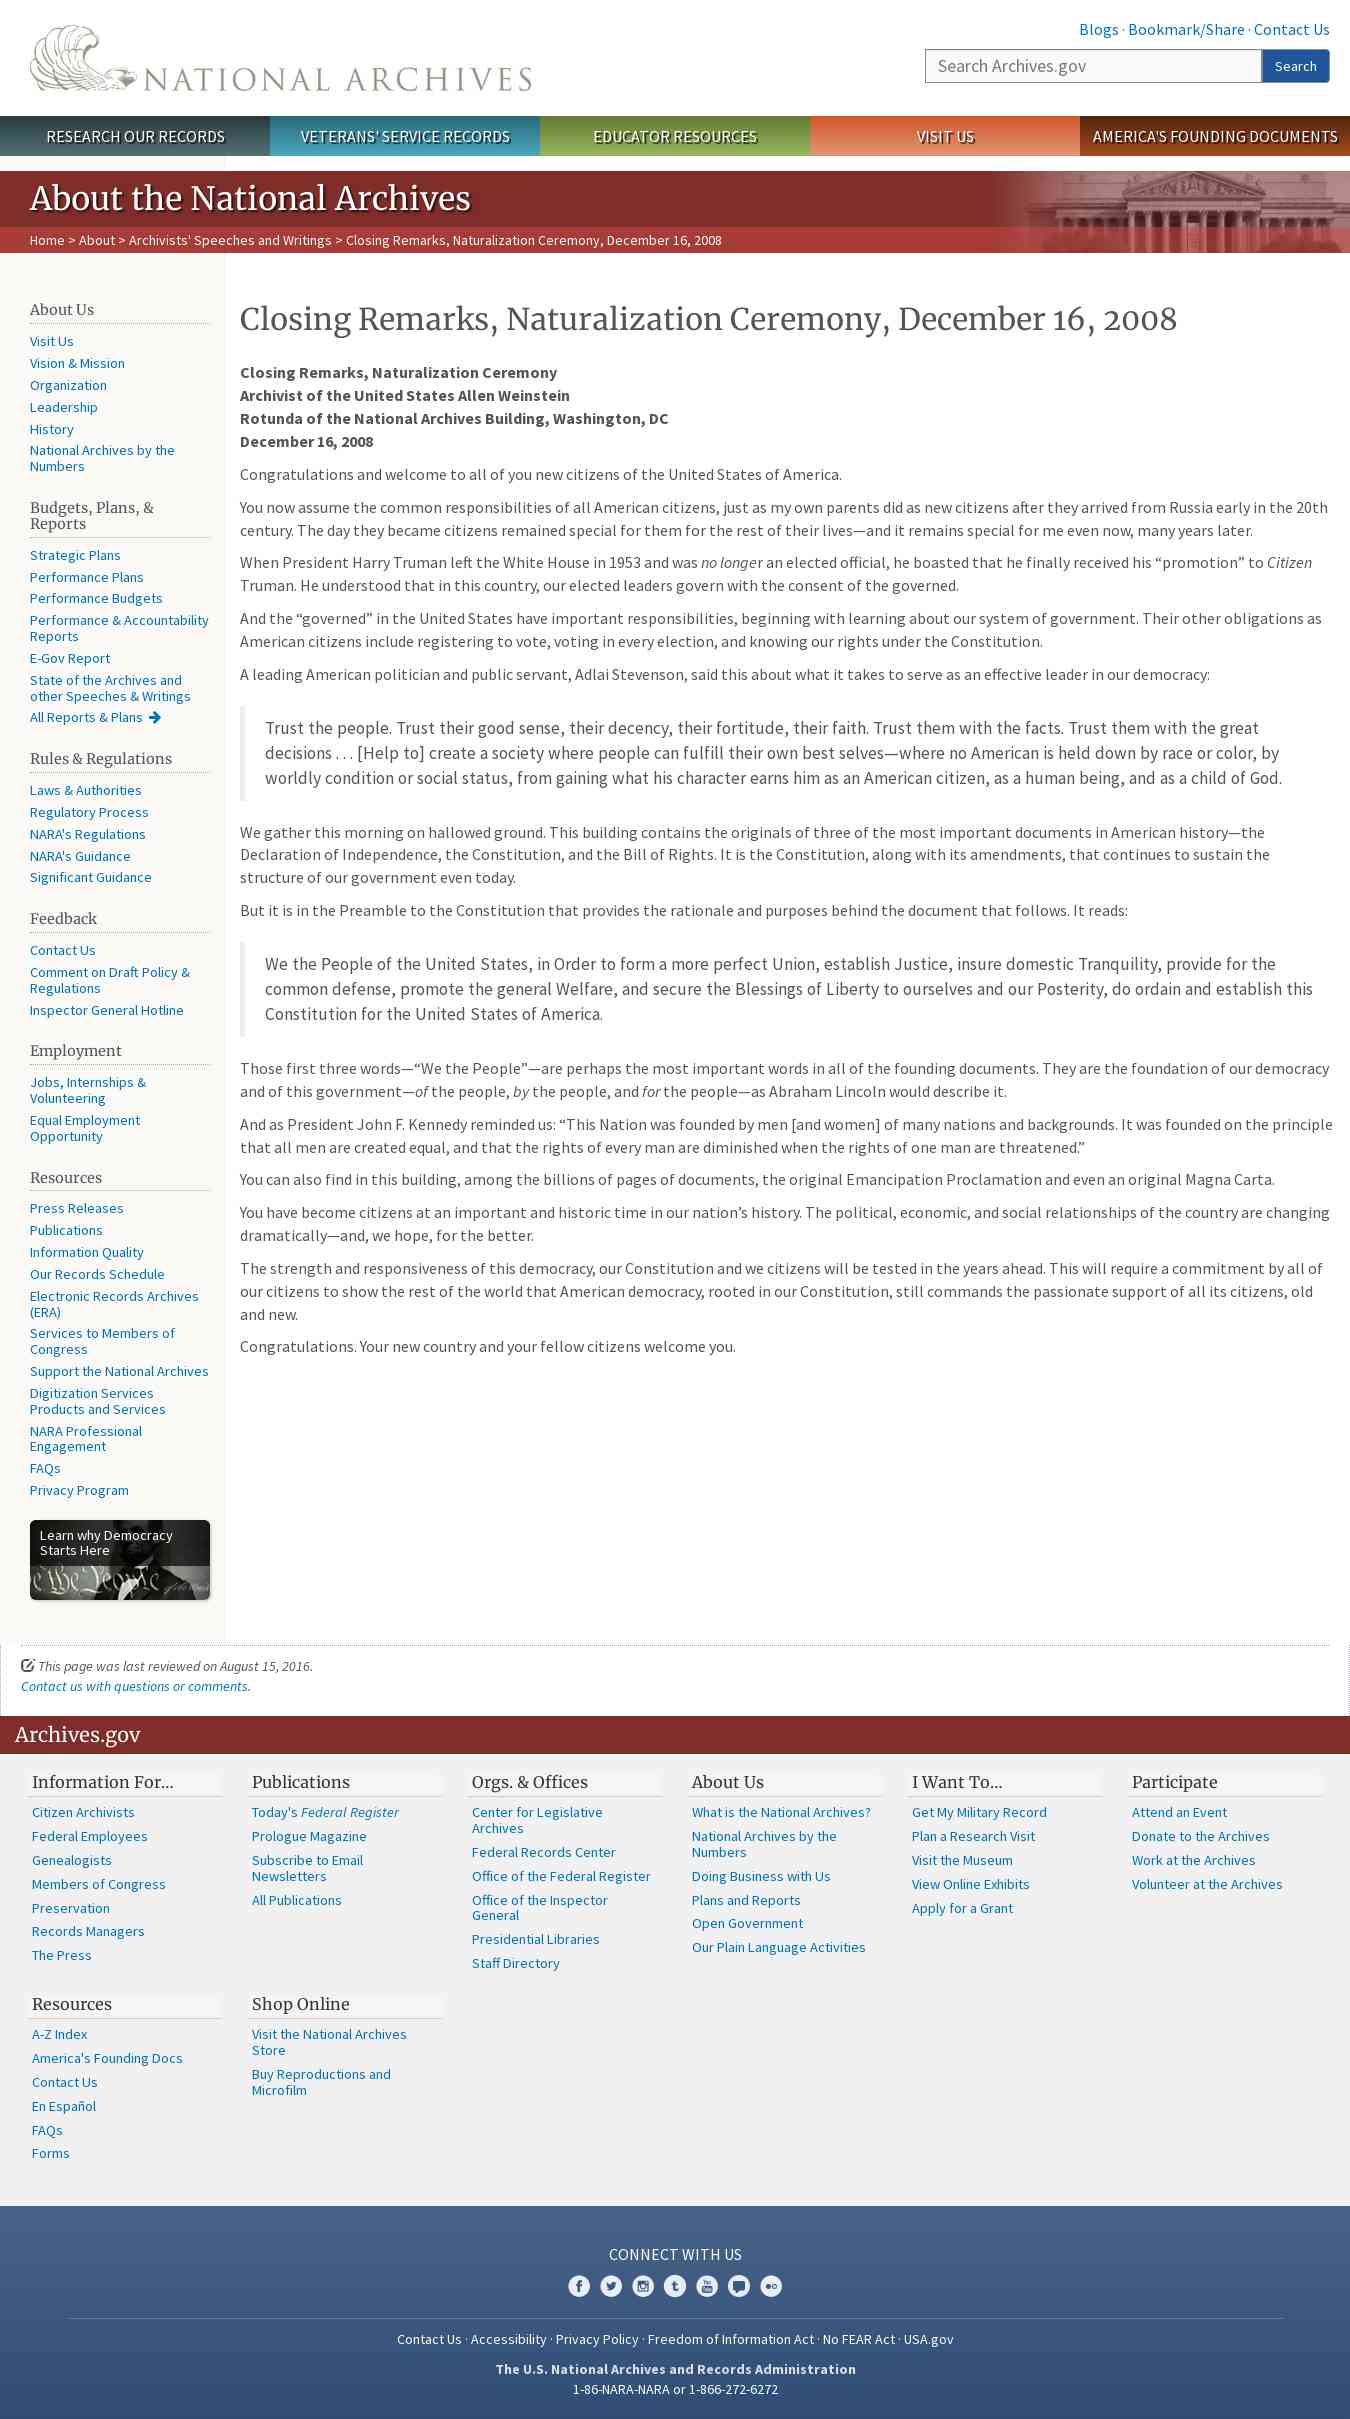 Blogs · Bookmark/Share · Contact Us
NATIONAL ARCHIVES
Search Archives.gov
Search
RESEARCH OUR RECORDS
VETERANS' SERVICE RECORDS
EDUCATOR RESOURCES
VISIT US
AMERICA'S FOUNDING DOCUMENTS
About the National Archives
Home > About > Archivists' Speeches and Writings > Closing Remarks, Naturalization Ceremony, December 16, 2008
About Us
Visit Us
Vision & Mission
Organization
Leadership
History
National Archives by the
Numbers
Budgets, Plans, &
Reports
Strategic Plans
Performance Plans
Performance Budgets
Performance & Accountability
Reports
E-Gov Report
State of the Archives and
other Speeches & Writings
All Reports & Plans
Rules & Regulations
Laws & Authorities
Regulatory Process
NARA's Regulations
NARA's Guidance
Significant Guidance
Feedback
Contact Us
Comment on Draft Policy &
Regulations
Inspector General Hotline
Employment
Jobs, Internships &
Volunteering
Equal Employment
Opportunity
Resources
Press Releases
Publications
Information Quality
Our Records Schedule
Electronic Records Archives
(ERA)
Services to Members of
Congress
Support the National Archives
Digitization Services
Products and Services
NARA Professional
Engagement
FAQs
Privacy Program
Learn why Democracy
Starts Here
We the People
Closing Remarks, Naturalization Ceremony, December 16, 2008
Closing Remarks, Naturalization Ceremony
Archivist of the United States Allen Weinstein
Rotunda of the National Archives Building, Washington, DC
December 16, 2008
Congratulations and welcome to all of you new citizens of the United States of America.
You now assume the common responsibilities of all American citizens, just as my own parents did as new citizens after they arrived from Russia early in the 20th
century. The day they became citizens remained special for them for the rest of their lives—and it remains special for me even now, many years later.
When President Harry Truman left the White House in 1953 and was no longer an elected official, he boasted that he finally received his “promotion” to Citizen
Truman. He understood that in this country, our elected leaders govern with the consent of the governed.
And the “governed” in the United States have important responsibilities, beginning with learning about our system of government. Their other obligations as
American citizens include registering to vote, voting in every election, and knowing our rights under the Constitution.
A leading American politician and public servant, Adlai Stevenson, said this about what it takes to serve as an effective leader in our democracy:
Trust the people. Trust their good sense, their decency, their fortitude, their faith. Trust them with the facts. Trust them with the great
decisions . . . [Help to] create a society where people can fulfill their own best selves—where no American is held down by race or color, by
worldly condition or social status, from gaining what his character earns him as an American citizen, as a human being, and as a child of God.
We gather this morning on hallowed ground. This building contains the originals of three of the most important documents in American history—the
Declaration of Independence, the Constitution, and the Bill of Rights. It is the Constitution, along with its amendments, that continues to sustain the
structure of our government even today.
But it is in the Preamble to the Constitution that provides the rationale and purposes behind the document that follows. It reads:
We the People of the United States, in Order to form a more perfect Union, establish Justice, insure domestic Tranquility, provide for the
common defense, promote the general Welfare, and secure the Blessings of Liberty to ourselves and our Posterity, do ordain and establish this
Constitution for the United States of America.
Those first three words—“We the People”—are perhaps the most important words in all of the founding documents. They are the foundation of our democracy
and of this government—of the people, by the people, and for the people—as Abraham Lincoln would describe it.
And as President John F. Kennedy reminded us: “This Nation was founded by men [and women] of many nations and backgrounds. It was founded on the principle
that all men are created equal, and that the rights of every man are diminished when the rights of one man are threatened.”
You can also find in this building, among the billions of pages of documents, the original Emancipation Proclamation and even an original Magna Carta.
You have become citizens at an important and historic time in our nation’s history. The political, economic, and social relationships of the country are changing
dramatically—and, we hope, for the better.
The strength and responsiveness of this democracy, our Constitution and we citizens will be tested in the years ahead. This will require a commitment by all of
our citizens to show the rest of the world that American democracy, rooted in our Constitution, still commands the passionate support of all its citizens, old
and new.
Congratulations. Your new country and your fellow citizens welcome you.
This page was last reviewed on August 15, 2016.
Contact us with questions or comments.
Archives.gov
Information For…
Citizen Archivists
Federal Employees
Genealogists
Members of Congress
Preservation
Records Managers
The Press
Publications
Today's Federal Register
Prologue Magazine
Subscribe to Email
Newsletters
All Publications
Orgs. & Offices
Center for Legislative
Archives
Federal Records Center
Office of the Federal Register
Office of the Inspector
General
Presidential Libraries
Staff Directory
About Us
What is the National Archives?
National Archives by the
Numbers
Doing Business with Us
Plans and Reports
Open Government
Our Plain Language Activities
I Want To…
Get My Military Record
Plan a Research Visit
Visit the Museum
View Online Exhibits
Apply for a Grant
Participate
Attend an Event
Donate to the Archives
Work at the Archives
Volunteer at the Archives
Resources
A-Z Index
America's Founding Docs
Contact Us
En Español
FAQs
Forms
Shop Online
Visit the National Archives
Store
Buy Reproductions and
Microfilm
CONNECT WITH US
Contact Us · Accessibility · Privacy Policy · Freedom of Information Act · No FEAR Act · USA.gov
The U.S. National Archives and Records Administration
1-86-NARA-NARA or 1-866-272-6272